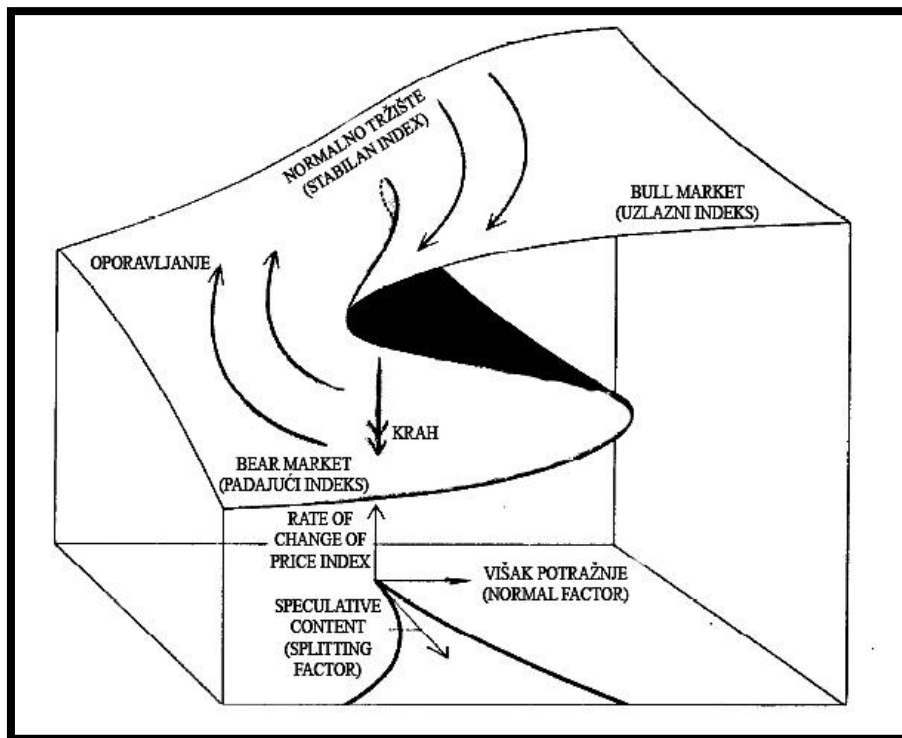 NORMALNO TRŽIŠTE
(STABILAN INDEX)
BULL MARKET
(UZLAZNI INDEKS)
OPORAVLJANJE
KRAH
BEAR MARKET
(PADAJUĆI INDEKS)
RATE OF
CHANGE OF
PRICE INDEX
VIŠAK POTRAŽNJE
(NORMAL FACTOR)
SPECULATIVE
CONTENT
(SPLITTING
FACTOR)